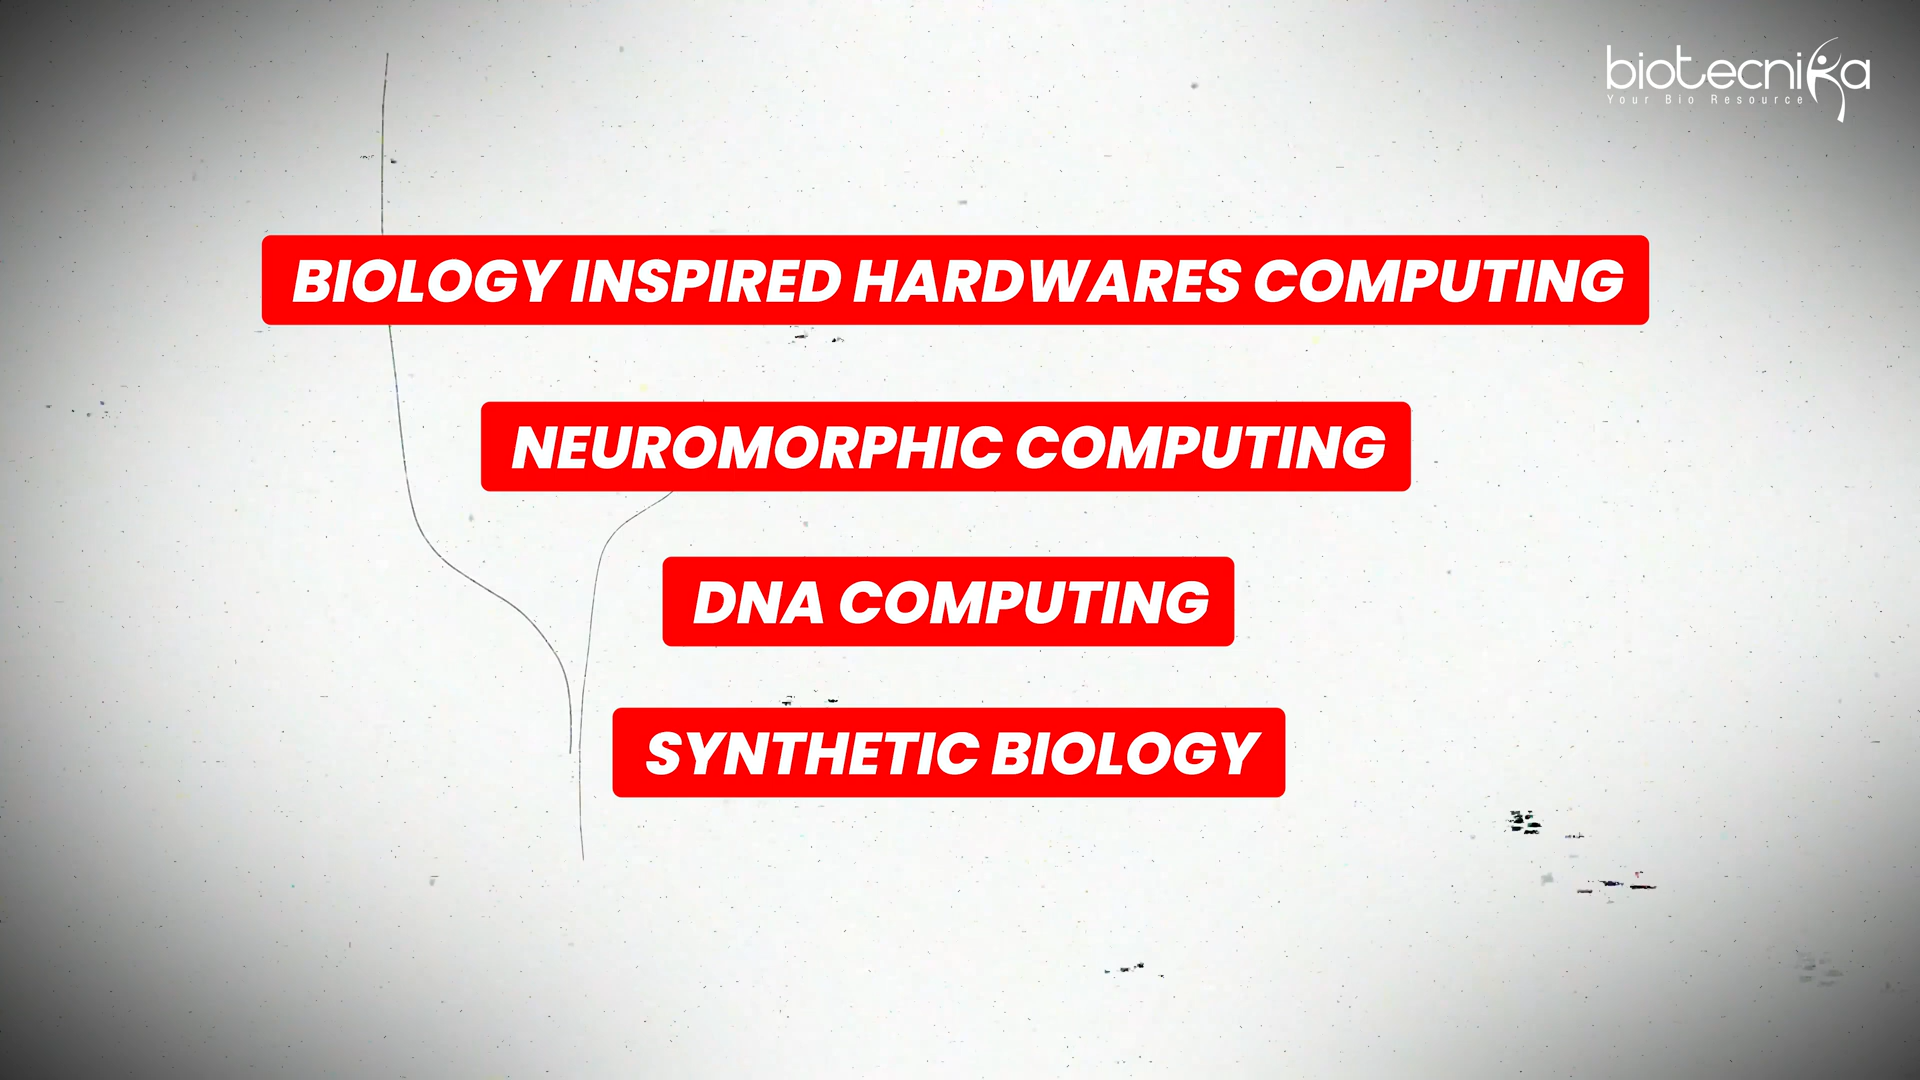 biotecnika
Your Bio Resource
BIOLOGY INSPIRED HARDWARES COMPUTING
NEUROMORPHIC COMPUTING
DNA COMPUTING
SYNTHETIC BIOLOGY